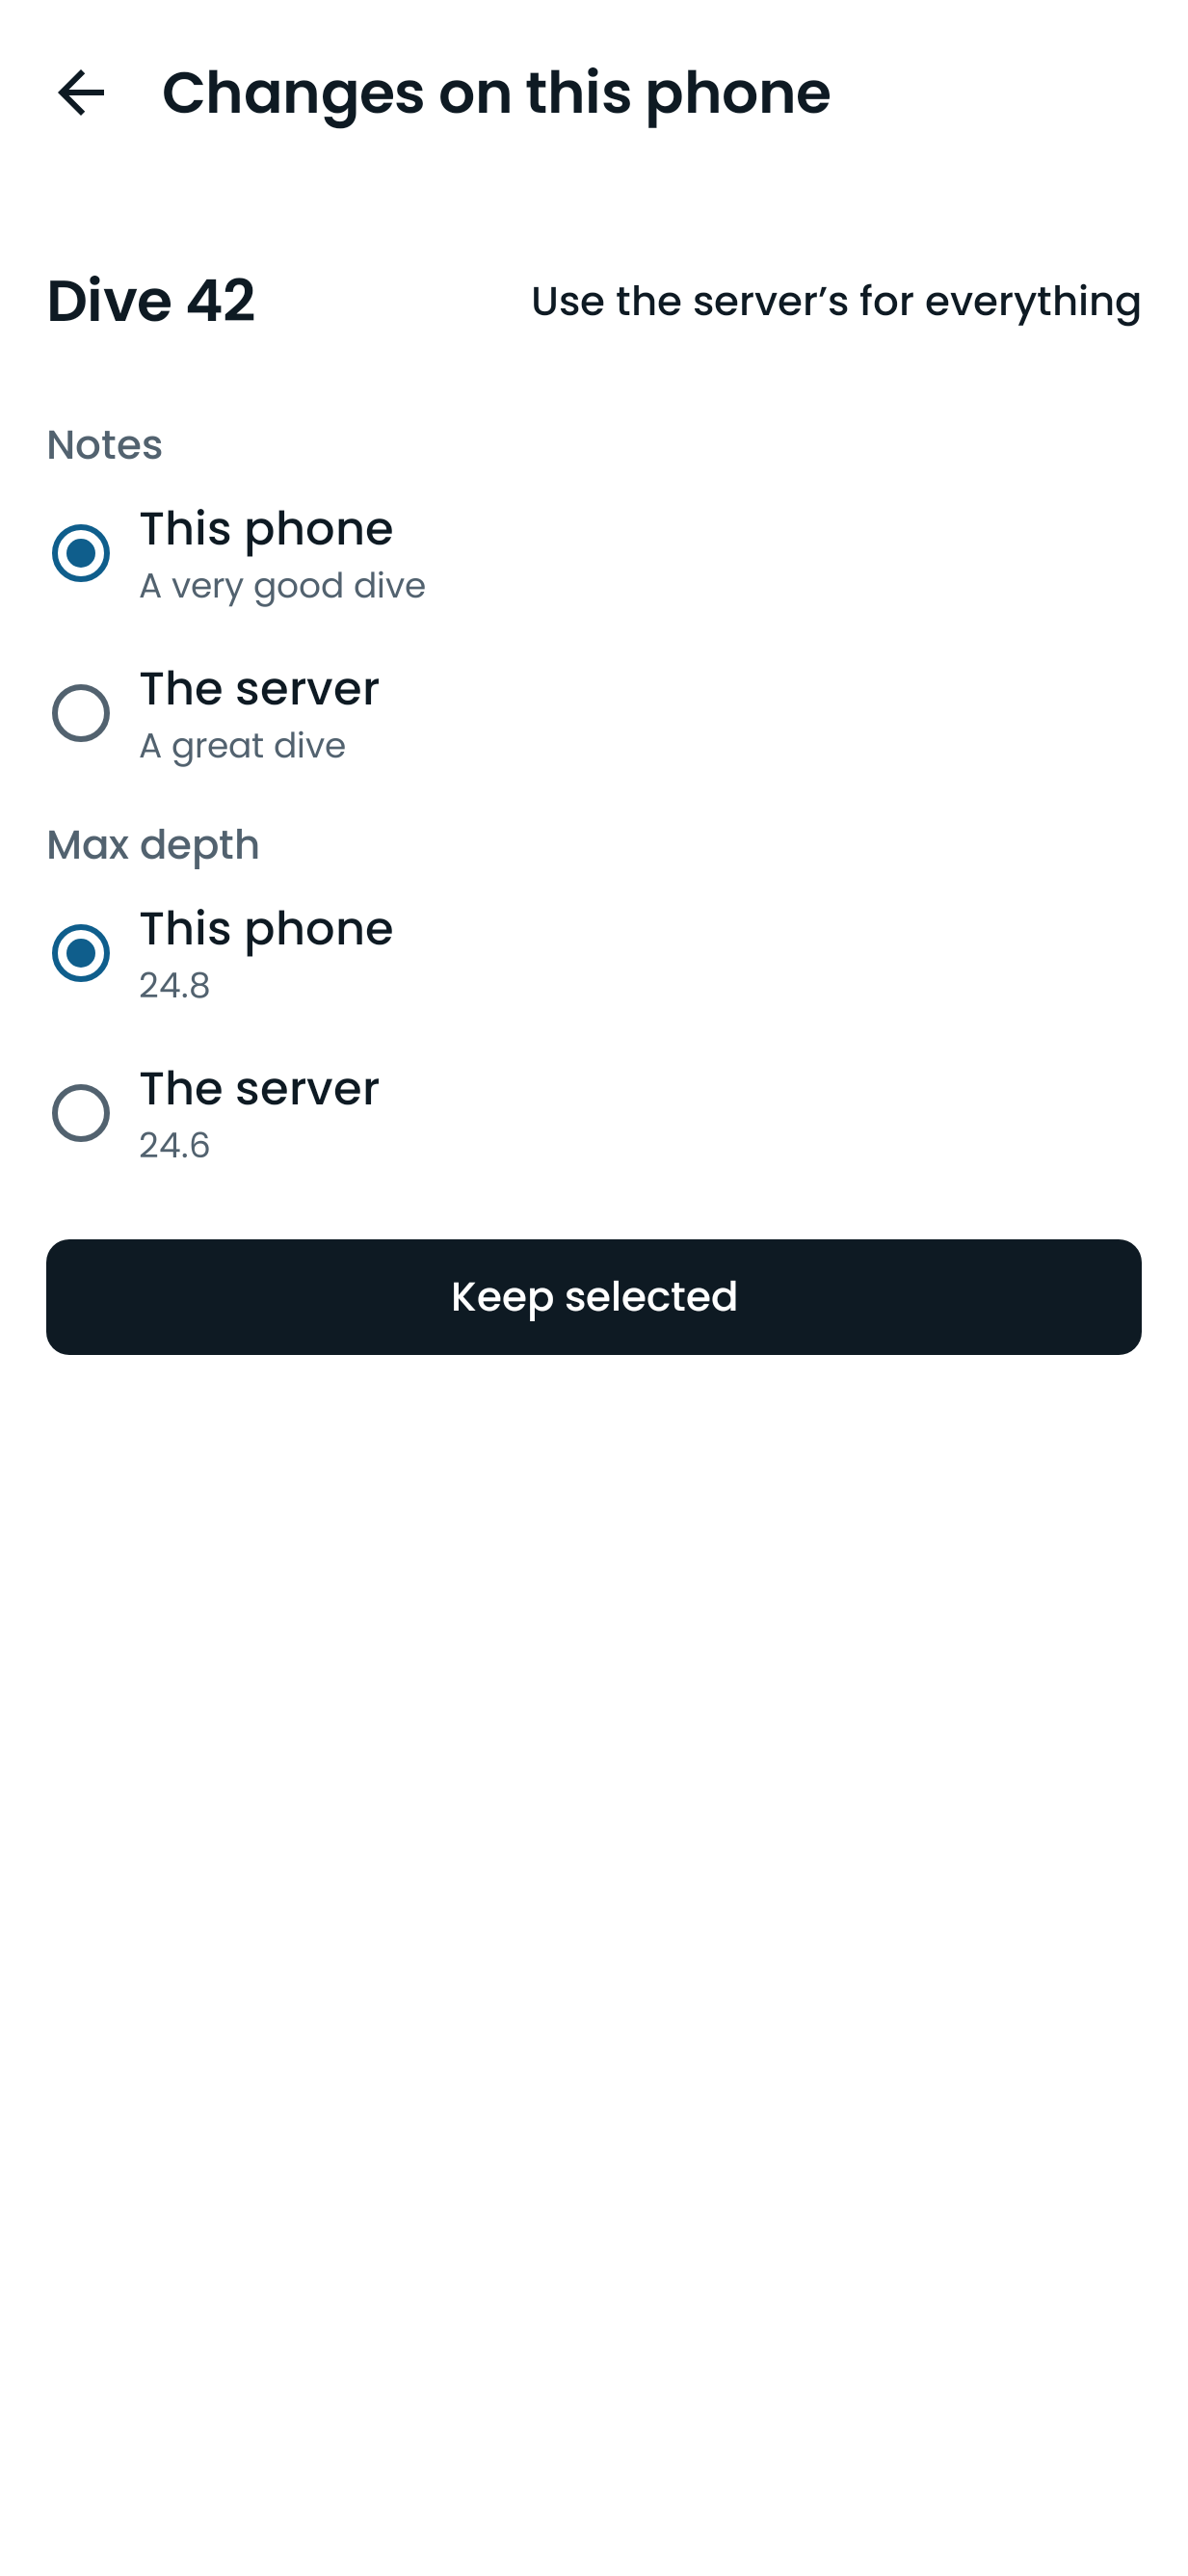 Changes on this phone
Dive 42
Use the server’s for everything
Notes
This phone
A very good dive
The server
A great dive
Max depth
This phone
24.8
The server
24.6
Keep selected